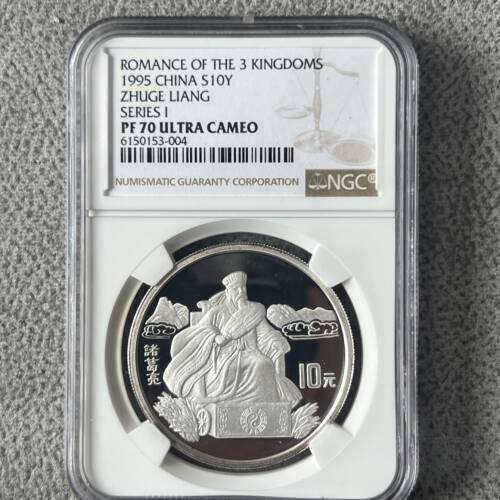 ROMANCE OF THE 3 KINGDOMS
1995 CHINA S10Y
ZHUGE LIANG
SERIES I
PF 70 ULTRA CAMEO
6150153-004
NUMISMATIC GUARANTY CORPORATION
NGC®
諸葛亮
10元